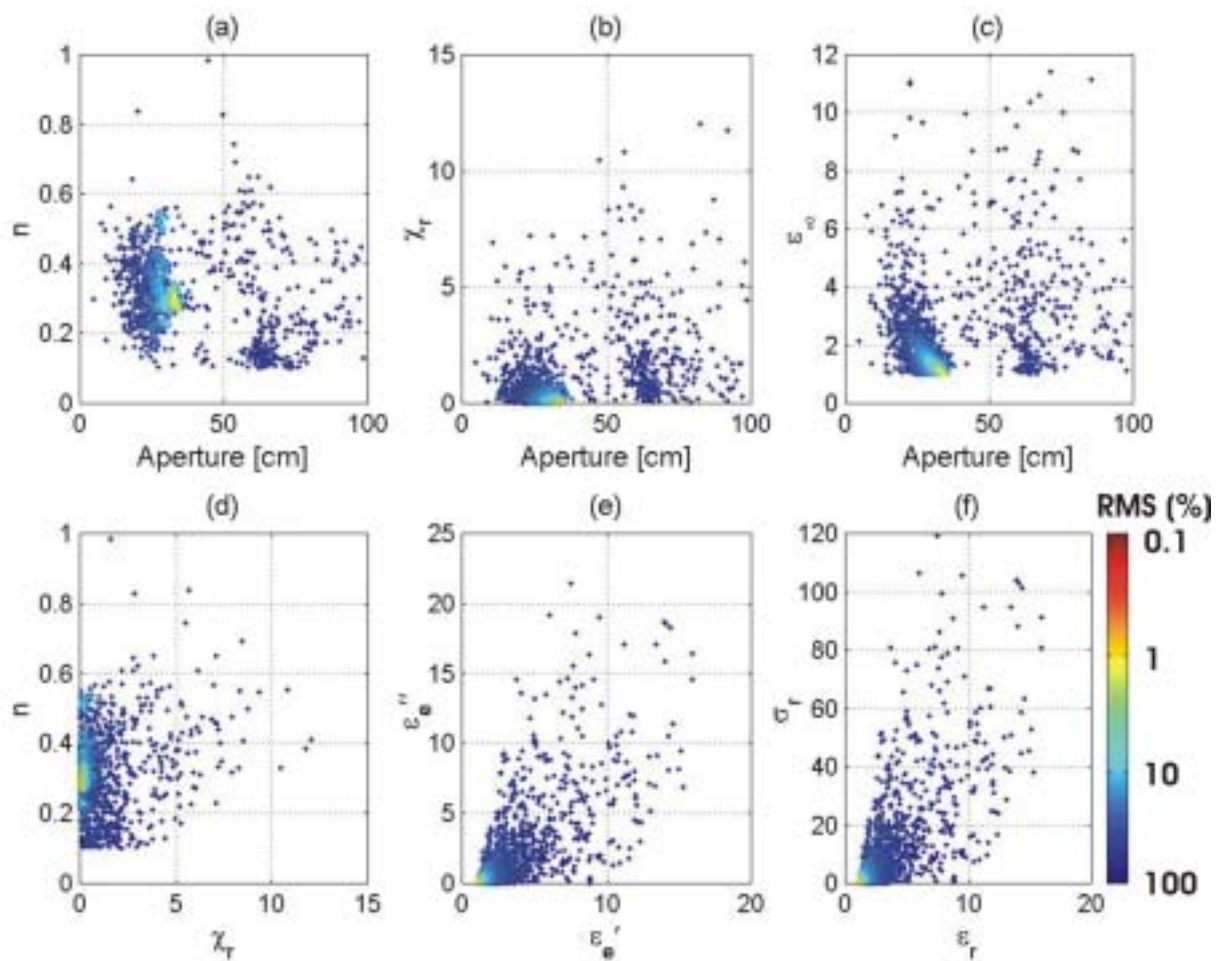 (a) (b) (c)
1 15 12
0.8 10
10 8
0.6
n χr ε∞ 6
0.4 5 4
0.2 2
0 0 0
0 50 100 0 50 100 0 50 100
Aperture [cm] Aperture [cm] Aperture [cm]
(d) (e) (f) RMS (%)
1 25 120 0.1
0.8 20 100
0.6 15 80 1
n εe'' σr 60
0.4 10 40 10
0.2 5 20
0 0 0 100
0 5 10 15 0 10 20 0 10 20
χr εe' εr